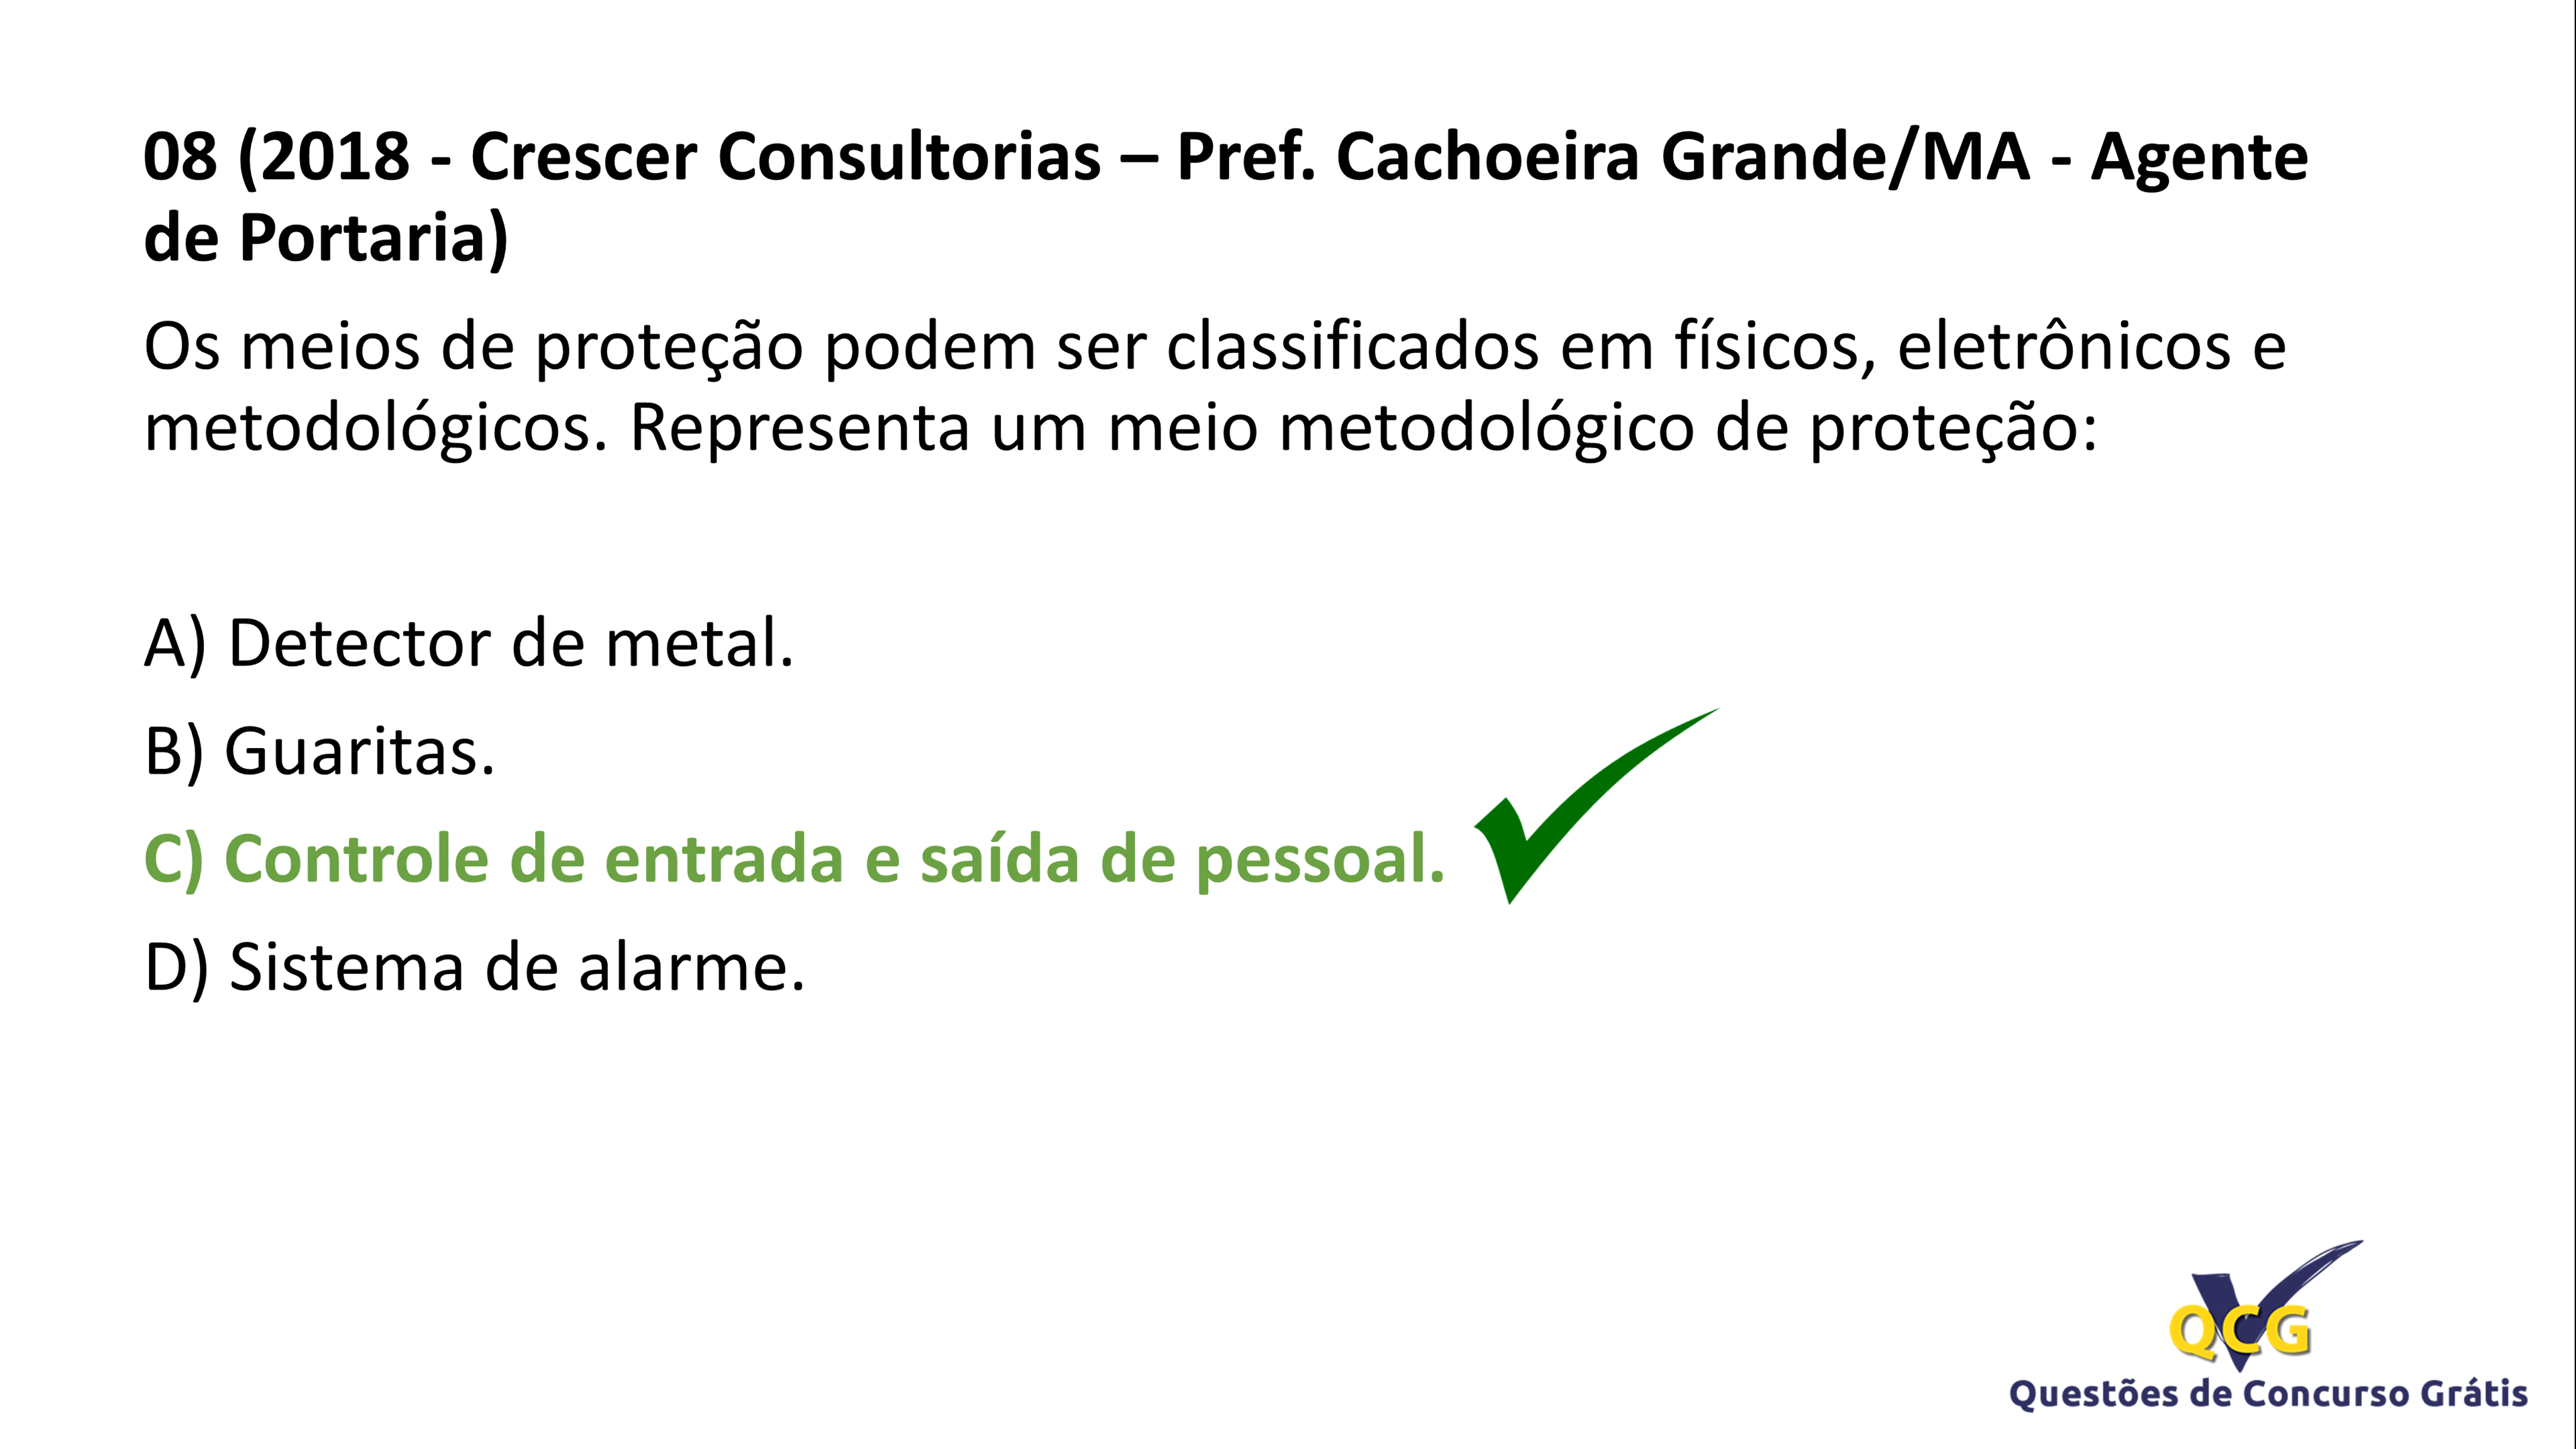 08 (2018 - Crescer Consultorias – Pref. Cachoeira Grande/MA - Agente
de Portaria)
Os meios de proteção podem ser classificados em físicos, eletrônicos e
metodológicos. Representa um meio metodológico de proteção:
A) Detector de metal.
B) Guaritas.
C) Controle de entrada e saída de pessoal.
D) Sistema de alarme.
QCG
Questões de Concurso Grátis